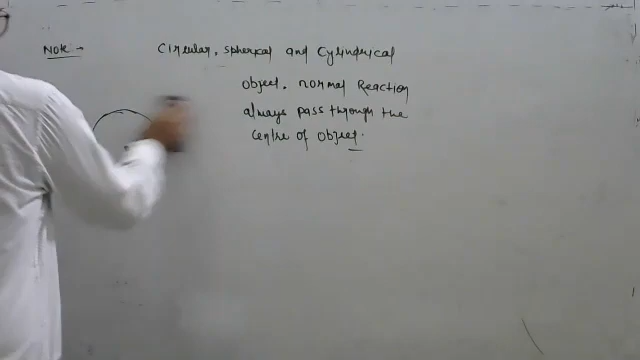 Note - Circular, spherical and Cylindrical
object. normal Reaction
always pass through the
Centre of object.